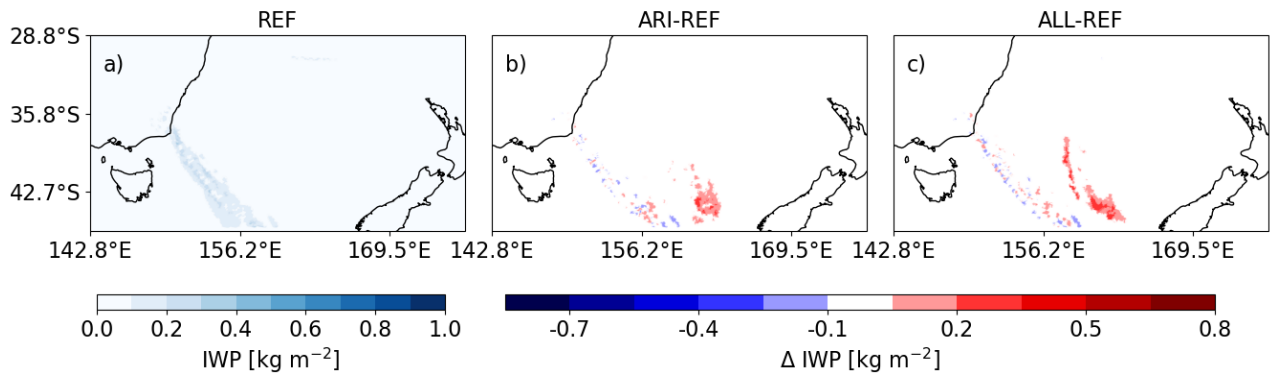 REF ARI-REF ALL-REF
28.8°S
a) b) c)
35.8°S
42.7°S
142.8°E 156.2°E 169.5°E 142.8°E 156.2°E 169.5°E 142.8°E 156.2°E 169.5°E
0.0 0.2 0.4 0.6 0.8 1.0 -0.7 -0.4 -0.1 0.2 0.5 0.8
IWP [kg m⁻²] Δ IWP [kg m⁻²]